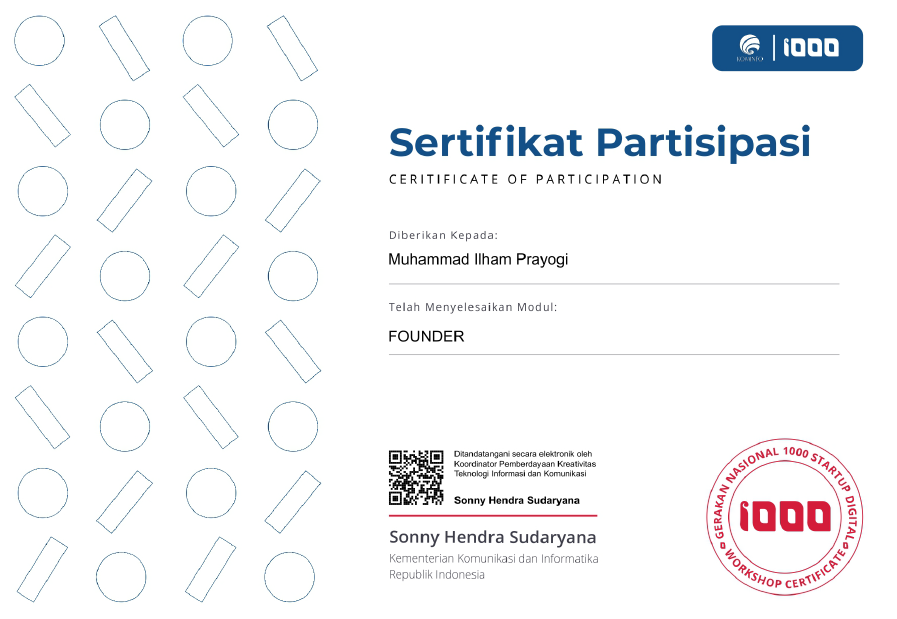 KOMINFO
1000
Sertifikat Partisipasi
CERITIFICATE OF PARTICIPATION
Diberikan Kepada:
Muhammad Ilham Prayogi
Telah Menyelesaikan Modul:
FOUNDER
Ditandatangani secara elektronik oleh
Koordinator Pemberdayaan Kreativitas
Teknologi Informasi dan Komunikasi
Sonny Hendra Sudaryana
Sonny Hendra Sudaryana
Kementerian Komunikasi dan Informatika
Republik Indonesia
GERAKAN NASIONAL 1000 STARTUP DIGITAL
1000
WORKSHOP CERTIFICATE